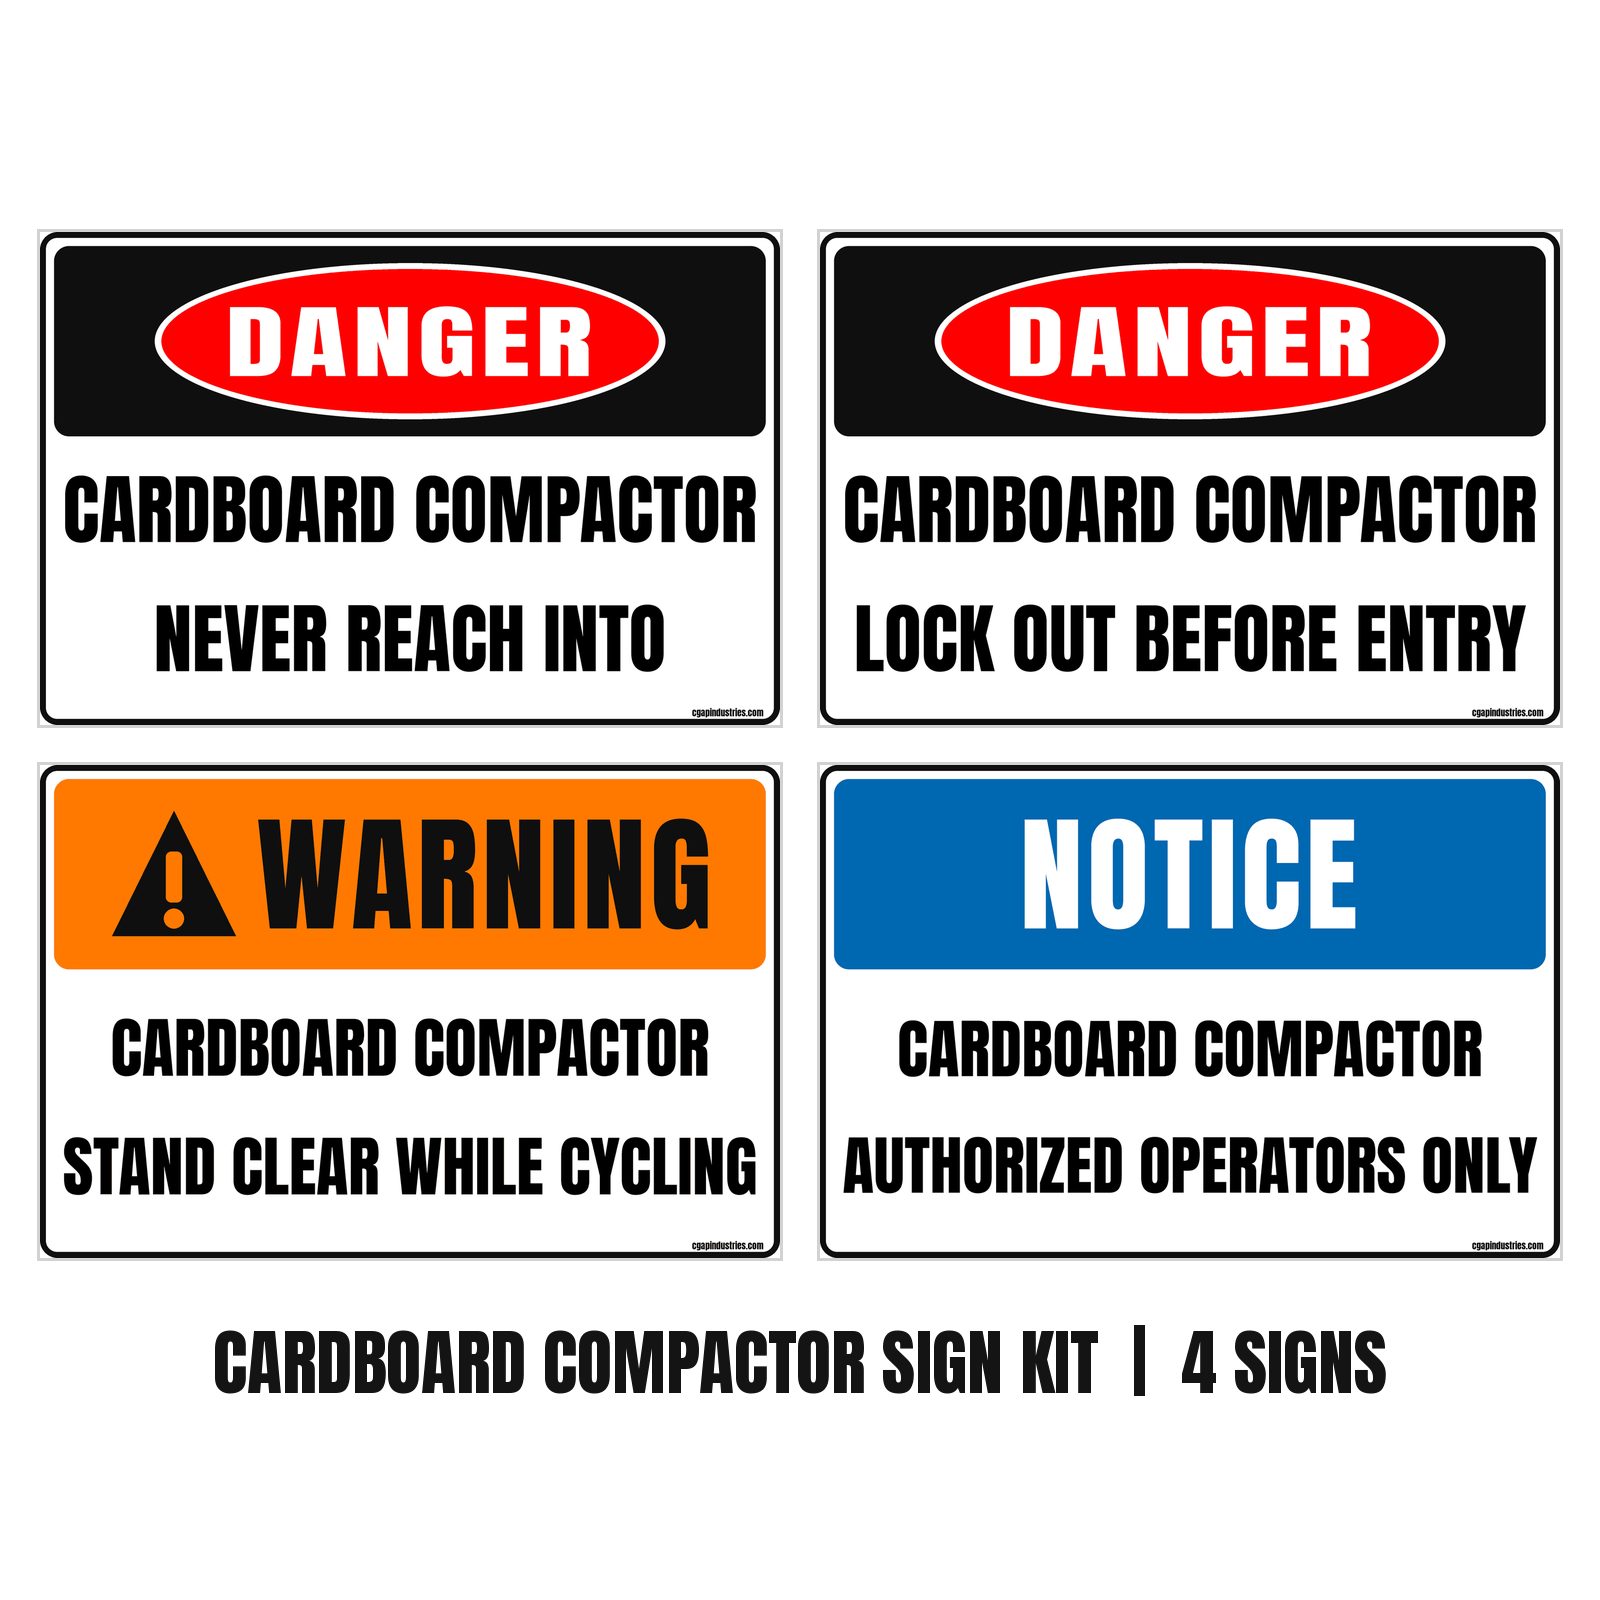 DANGER
CARDBOARD COMPACTOR
NEVER REACH INTO
cgapindustries.com
DANGER
CARDBOARD COMPACTOR
LOCK OUT BEFORE ENTRY
cgapindustries.com
WARNING
CARDBOARD COMPACTOR
STAND CLEAR WHILE CYCLING
cgapindustries.com
NOTICE
CARDBOARD COMPACTOR
AUTHORIZED OPERATORS ONLY
cgapindustries.com
CARDBOARD COMPACTOR SIGN KIT | 4 SIGNS